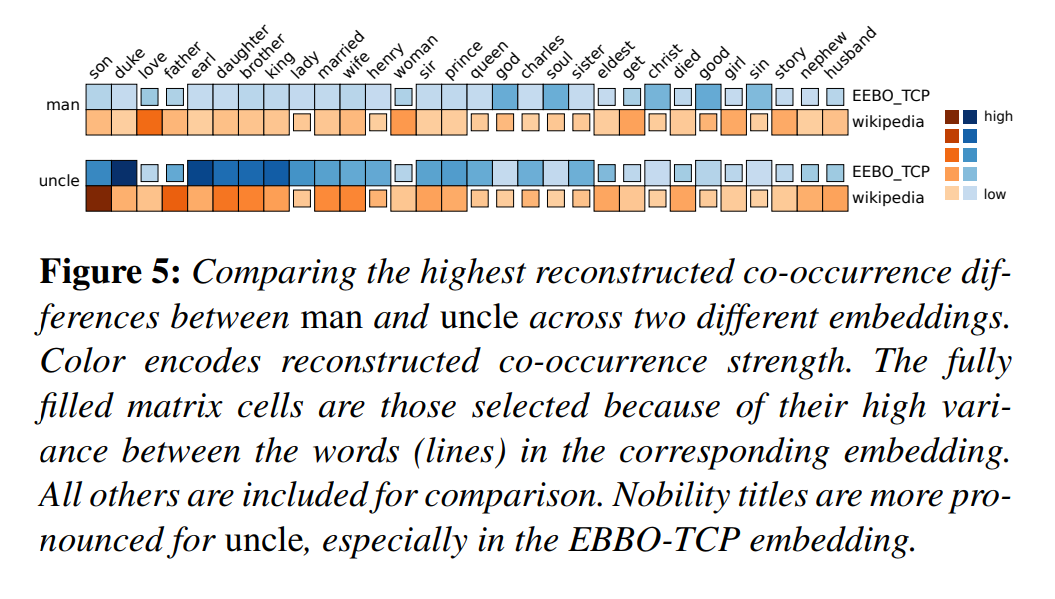 son duke love father earl daughter brother king lady married wife henry woman sir prince queen god charles soul sister eldest get christ died good girl sin story nephew husband
man EEBO_TCP
wikipedia
high
uncle EEBO_TCP
wikipedia
low
Figure 5: Comparing the highest reconstructed co-occurrence dif-
ferences between man and uncle across two different embeddings.
Color encodes reconstructed co-occurrence strength. The fully
filled matrix cells are those selected because of their high vari-
ance between the words (lines) in the corresponding embedding.
All others are included for comparison. Nobility titles are more pro-
nounced for uncle, especially in the EBBO-TCP embedding.